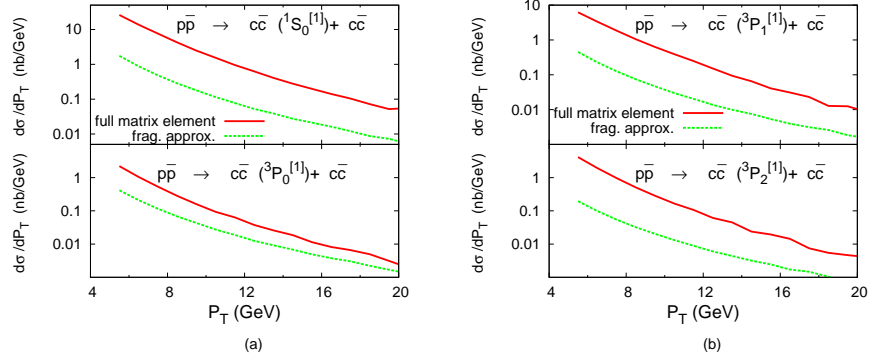 pp̅ → cc̅ (¹S₀^[1])+ cc̅
dσ/dP_T (nb/GeV)
10
1
0.1
0.01
full matrix element
frag. approx.
pp̅ → cc̅ (³P₀^[1])+ cc̅
dσ/dP_T (nb/GeV)
1
0.1
0.01
4 8 12 16 20
P_T (GeV)
(a)
pp̅ → cc̅ (³P₁^[1])+ cc̅
dσ/dP_T (nb/GeV)
1
0.1
0.01
0.001
full matrix element
frag. approx.
pp̅ → cc̅ (³P₂^[1])+ cc̅
dσ/dP_T (nb/GeV)
1
0.1
0.01
4 8 12 16 20
P_T (GeV)
(b)